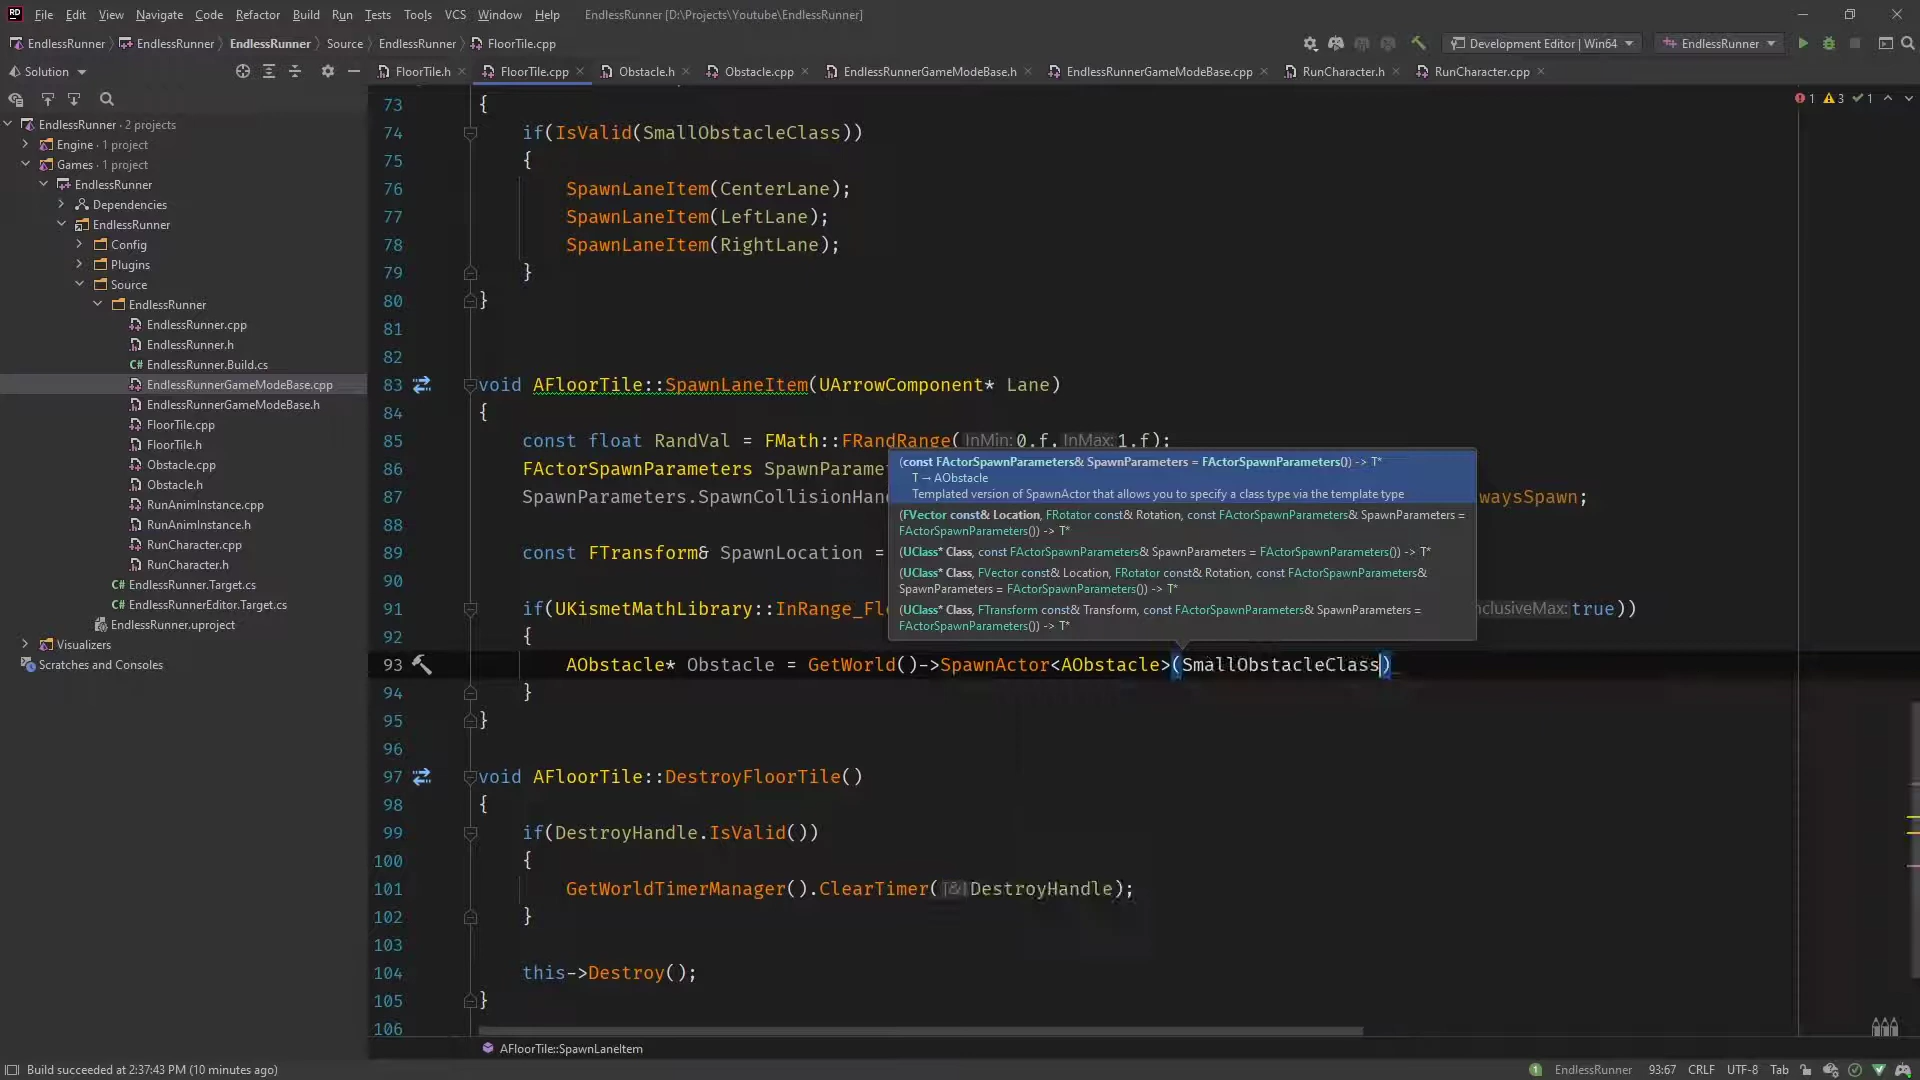 File Edit View Navigate Code Refactor Build Run Tests Tools VCS Window Help EndlessRunner [D:\Projects\Youtube\EndlessRunner]
EndlessRunner EndlessRunner EndlessRunner Source EndlessRunner FloorTile.cpp
Development Editor | Win64 EndlessRunner
Solution
FloorTile.h FloorTile.cpp Obstacle.h Obstacle.cpp EndlessRunnerGameModeBase.h EndlessRunnerGameModeBase.cpp RunCharacter.h RunCharacter.cpp
1 3 1
EndlessRunner · 2 projects
Engine · 1 project
Games · 1 project
EndlessRunner
Dependencies
EndlessRunner
Config
Plugins
Source
EndlessRunner
EndlessRunner.cpp
EndlessRunner.h
C# EndlessRunner.Build.cs
EndlessRunnerGameModeBase.cpp
EndlessRunnerGameModeBase.h
FloorTile.cpp
FloorTile.h
Obstacle.cpp
Obstacle.h
RunAnimInstance.cpp
RunAnimInstance.h
RunCharacter.cpp
RunCharacter.h
C# EndlessRunner.Target.cs
C# EndlessRunnerEditor.Target.cs
EndlessRunner.uproject
Visualizers
Scratches and Consoles
73 {
74 if(IsValid(SmallObstacleClass))
75 {
76 SpawnLaneItem(CenterLane);
77 SpawnLaneItem(LeftLane);
78 SpawnLaneItem(RightLane);
79 }
80 }
81
82
83 void AFloorTile::SpawnLaneItem(UArrowComponent* Lane)
84 {
85 const float RandVal = FMath::FRandRange( InMin: 0.f, InMax: 1.f);
86 FActorSpawnParameters SpawnParame
87 SpawnParameters.SpawnCollisionHan waysSpawn;
88
89 const FTransform& SpawnLocation =
90
91 if(UKismetMathLibrary::InRange_Flo nclusiveMax: true))
92 {
93 AObstacle* Obstacle = GetWorld()->SpawnActor<AObstacle>(SmallObstacleClass)
94 }
95 }
96
97 void AFloorTile::DestroyFloorTile()
98 {
99 if(DestroyHandle.IsValid())
100 {
101 GetWorldTimerManager().ClearTimer( [&] DestroyHandle);
102 }
103
104 this->Destroy();
105 }
106
(const FActorSpawnParameters& SpawnParameters = FActorSpawnParameters()) -> T*
T → AObstacle
Templated version of SpawnActor that allows you to specify a class type via the template type
(FVector const& Location, FRotator const& Rotation, const FActorSpawnParameters& SpawnParameters =
FActorSpawnParameters()) -> T*
(UClass* Class, const FActorSpawnParameters& SpawnParameters = FActorSpawnParameters()) -> T*
(UClass* Class, FVector const& Location, FRotator const& Rotation, const FActorSpawnParameters&
SpawnParameters = FActorSpawnParameters()) -> T*
(UClass* Class, FTransform const& Transform, const FActorSpawnParameters& SpawnParameters =
FActorSpawnParameters()) -> T*
AFloorTile::SpawnLaneItem
Build succeeded at 2:37:43 PM (10 minutes ago) 1 EndlessRunner 93:67 CRLF UTF-8 Tab